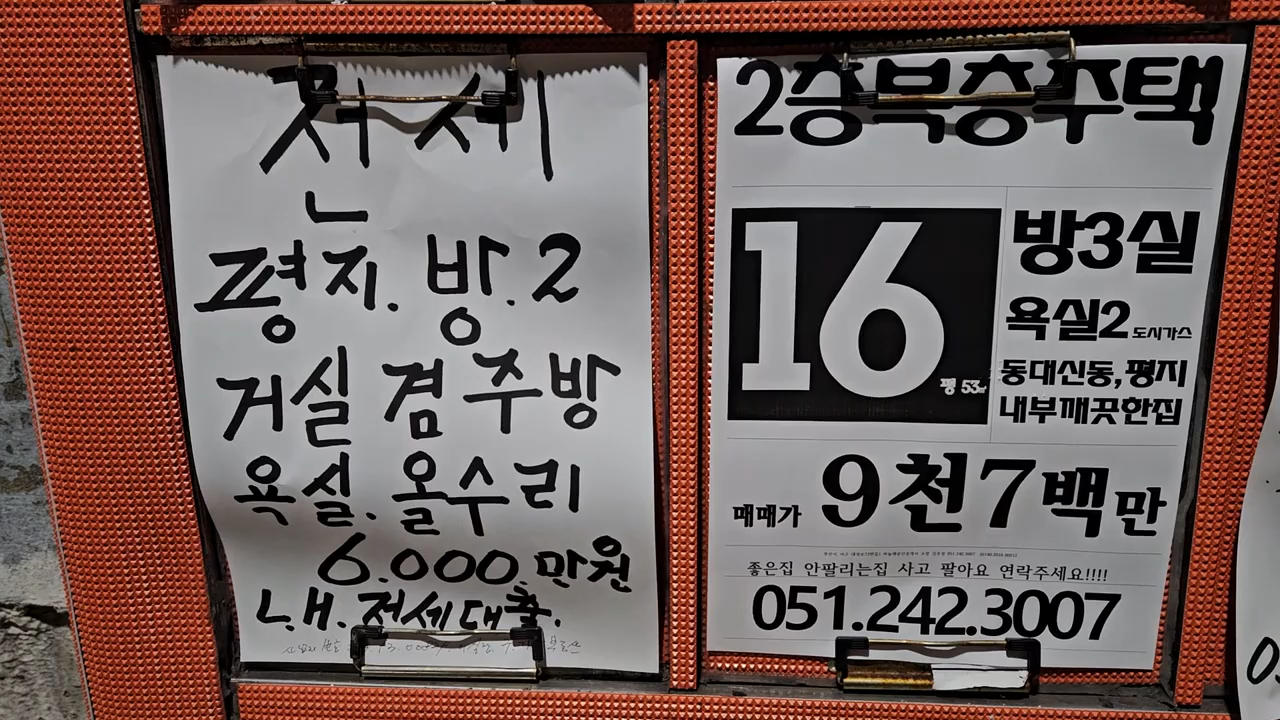 전세
평지. 방. 2
거실 겸 주방
욕실. 올수리
6.000.만원
L.H. 전세대출.
2층복층주택
16
평 53㎡
방3실
욕실2 도시가스
동대신동, 평지
내부깨끗한집
매매가 9천7백만
좋은집 안팔리는집 사고 팔아요 연락주세요!!!!
051.242.3007